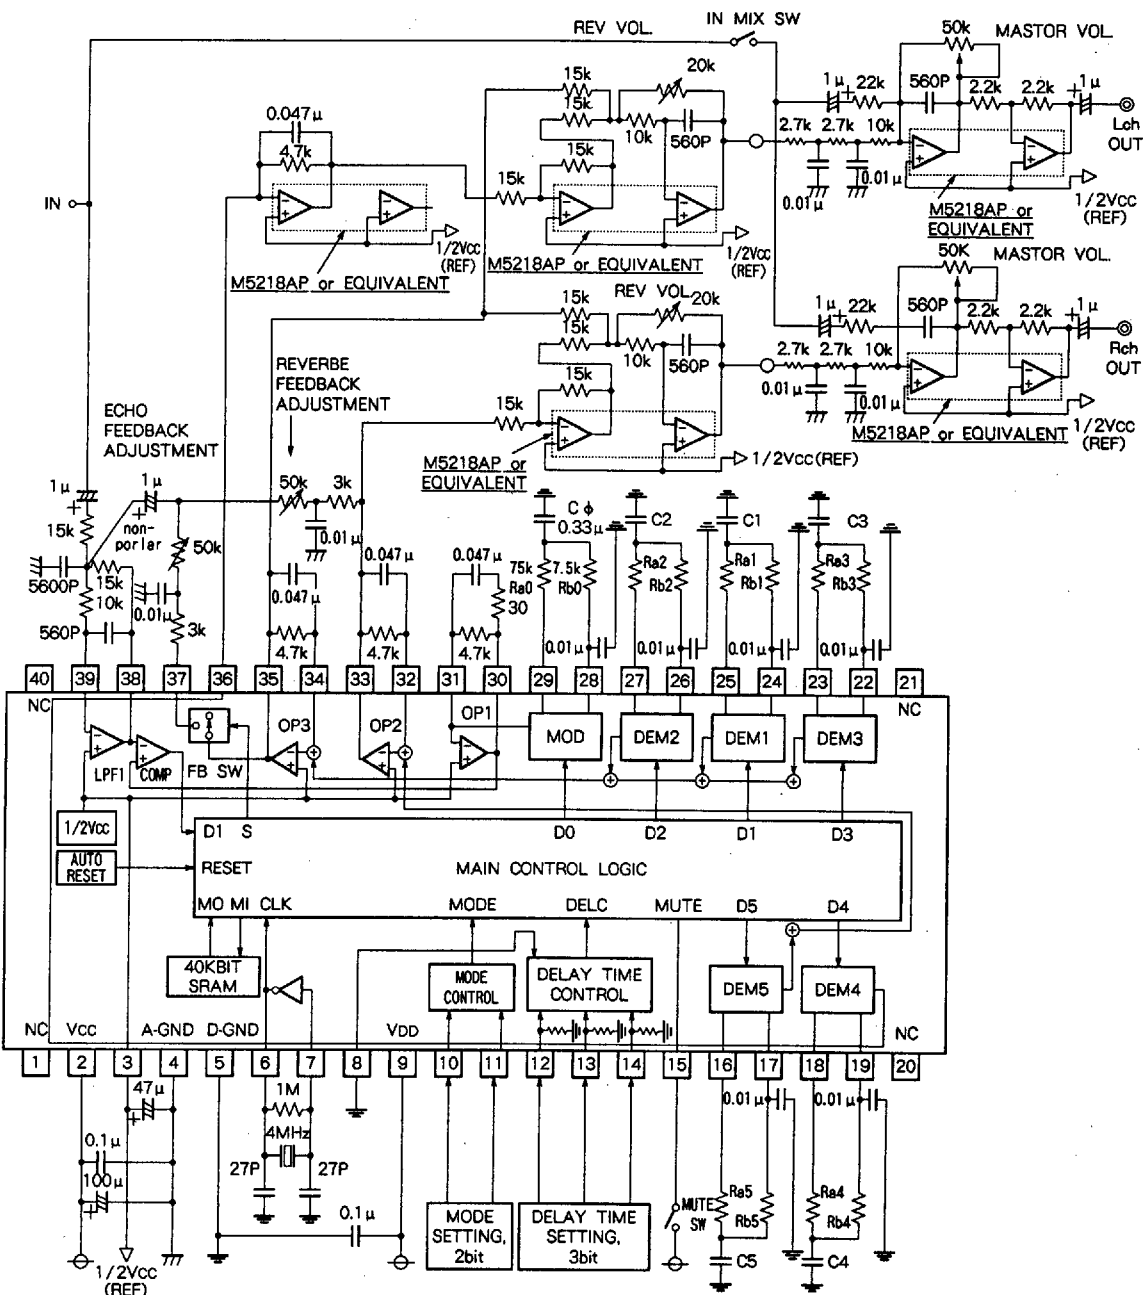 IN MIX SW
REV VOL.
50k
MASTOR VOL.
15k
20k
1μ
22k
560P
2.2k
2.2k
1μ
0.047μ
15k
4.7k
10k
560P
2.7k
2.7k
10k
Lch
OUT
15k
15k
0.01μ
0.01μ
IN
1/2Vcc
(REF)
M5218AP or
EQUIVALENT
1/2Vcc
(REF)
1/2Vcc
(REF)
M5218AP or EQUIVALENT
M5218AP or EQUIVALENT
50K
MASTOR VOL.
REV VOL
20k
15k
15k
1μ
22k
560P
2.2k
2.2k
1μ
10k
560P
2.7k
2.7k
10k
Rch
OUT
REVERBE
FEEDBACK
ADJUSTMENT
15k
15k
0.01μ
0.01μ
ECHO
FEEDBACK
ADJUSTMENT
M5218AP or EQUIVALENT
1/2Vcc
(REF)
M5218AP or
EQUIVALENT
1/2Vcc(REF)
1μ
1μ
50k
3k
non-
porlar
15k
50k
0.01μ
C ϕ
0.33μ
C2
C1
C3
5600P
15k
10k
0.01μ
3k
560P
0.047μ
0.047μ
0.047μ
30
75k
Ra0
7.5k
Rb0
Ra2
Rb2
Ra1
Rb1
Ra3
Rb3
4.7k
4.7k
4.7k
0.01μ
0.01μ
0.01μ
0.01μ
40 39 38 37 36 35 34 33 32 31 30 29 28 27 26 25 24 23 22 21
NC
NC
OP3
OP2
OP1
MOD
DEM2
DEM1
DEM3
LPF1
COMP
FB SW
1/2Vcc
D1
S
D0
D2
D1
D3
AUTO
RESET
RESET
MAIN CONTROL LOGIC
MO
MI
CLK
MODE
DELC
MUTE
D5
D4
40KBIT
SRAM
MODE
CONTROL
DELAY TIME
CONTROL
DEM5
DEM4
NC
Vcc
A-GND
D-GND
VDD
NC
1 2 3 4 5 6 7 8 9 10 11 12 13 14 15 16 17 18 19 20
47μ
1M
4MHz
0.01μ
0.01μ
0.1μ
100μ
27P
27P
0.1μ
MODE
SETTING,
2bit
DELAY TIME
SETTING,
3bit
MUTE
SW
Ra5
Rb5
Ra4
Rb4
C5
C4
1/2Vcc
(REF)